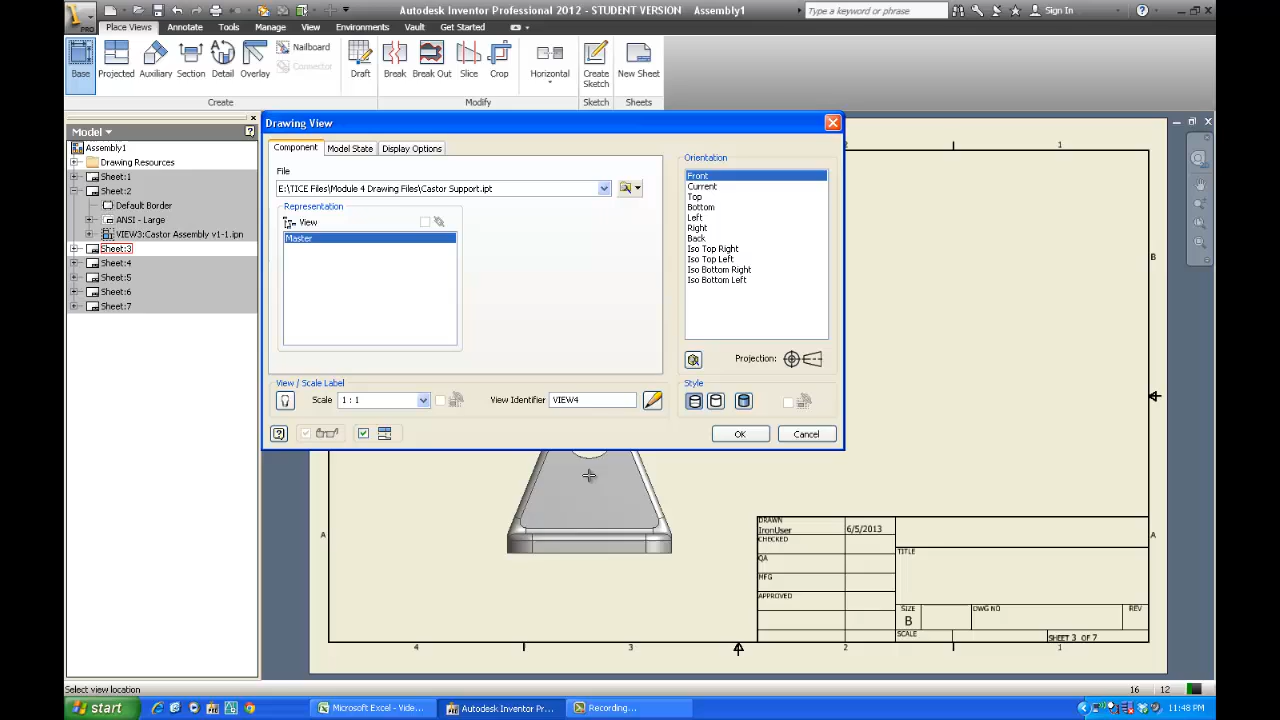 Autodesk Inventor Professional 2012 - STUDENT VERSION Assembly1
Type a keyword or phrase
Sign In
PRO
Place Views Annotate Tools Manage View Environments Vault Get Started
Base Projected Auxiliary Section Detail Overlay
Nailboard
Connector
Draft Break Break Out Slice Crop Horizontal Create Sketch New Sheet
Create Modify Sketch Sheets
Model
Assembly1
Drawing Resources
Sheet:1
Sheet:2
Default Border
ANSI - Large
VIEW3:Castor Assembly v1-1.ipn
Sheet:3
Sheet:4
Sheet:5
Sheet:6
Sheet:7
Drawing View
Component Model State Display Options
File
E:\TICE Files\Module 4 Drawing Files\Castor Support.ipt
Representation
View
Master
Orientation
Front
Current
Top
Bottom
Left
Right
Back
Iso Top Right
Iso Top Left
Iso Bottom Right
Iso Bottom Left
Projection:
View / Scale Label
Scale 1 : 1
View Identifier VIEW4
Style
OK Cancel
2 1
B
A A
4 3 2 1
DRAWN
IronUser 6/5/2013
CHECKED
QA
MFG
APPROVED
TITLE
SIZE
B
DWG NO
REV
SCALE
SHEET 3 OF 7
Select view location
16 12
start
Microsoft Excel - Vide...
Autodesk Inventor Pr...
Recording...
11:48 PM